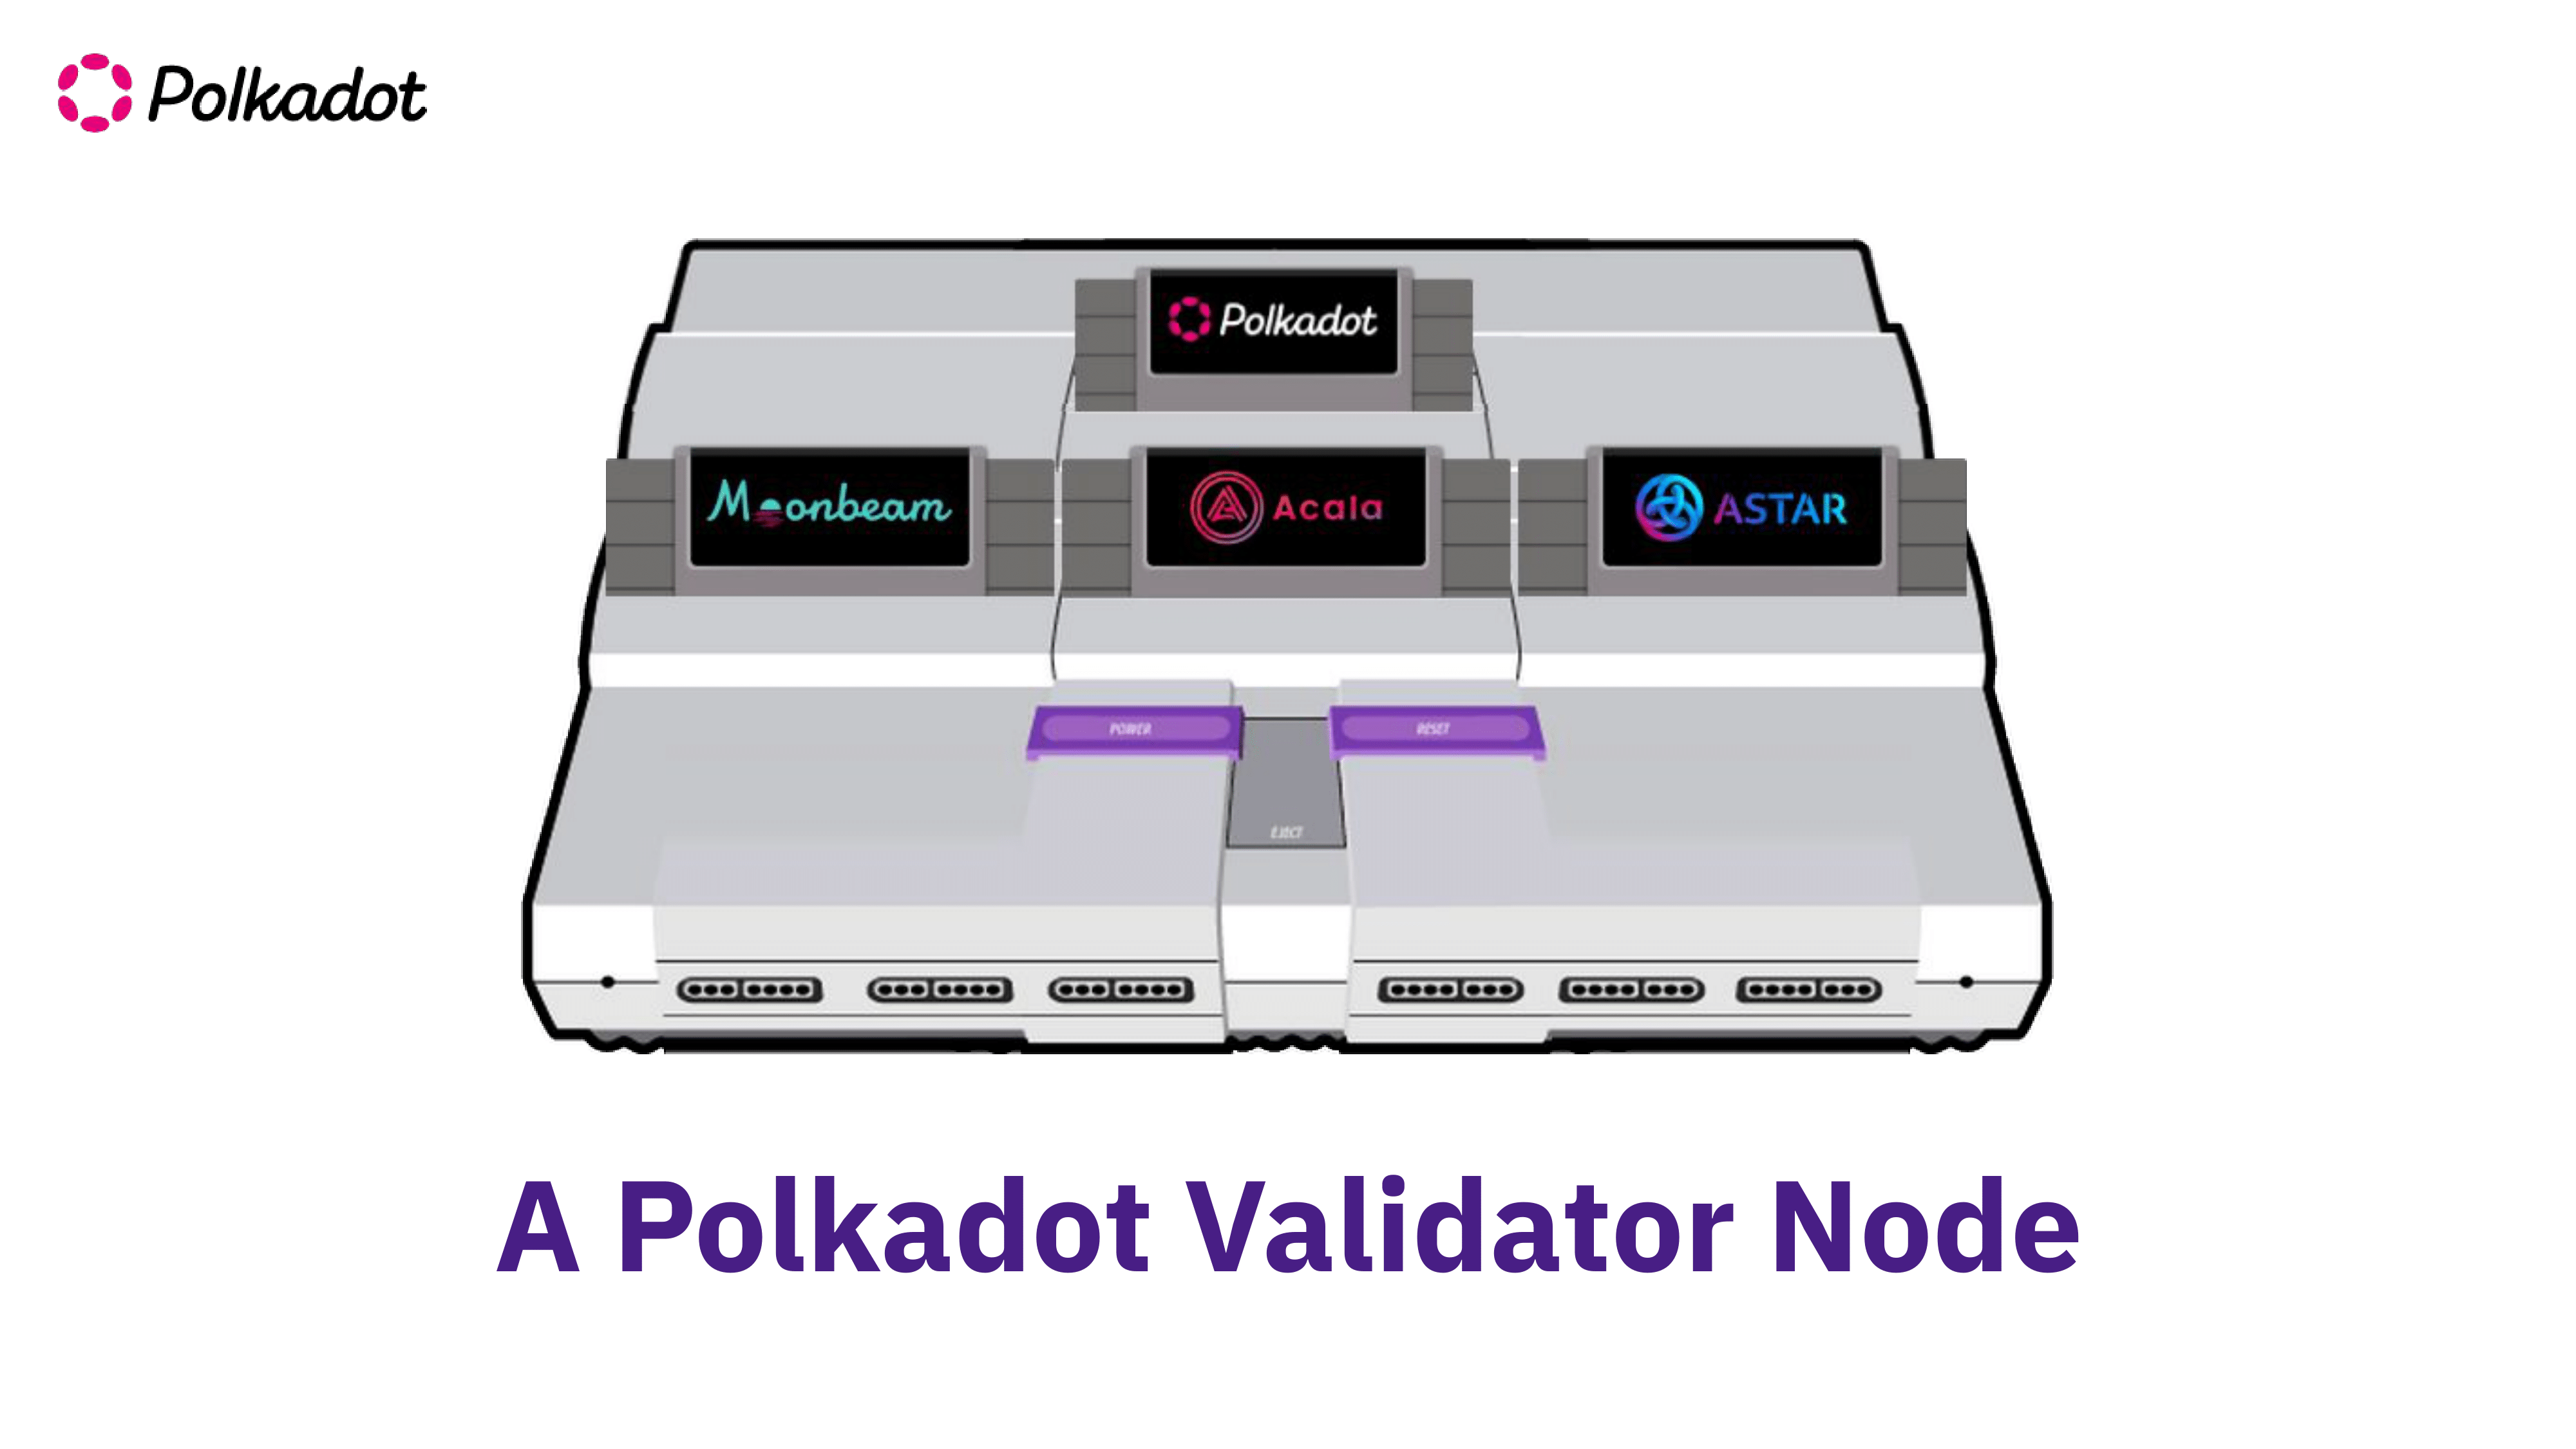 Polkadot
Polkadot
Moonbeam
Acala
ASTAR
POWER
RESET
EJECT
A Polkadot Validator Node